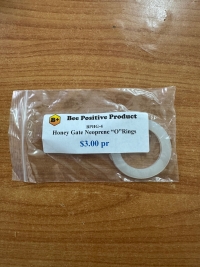 Bee Positive Product
Honey Gate Neoprene "O"Rings
$3.00 pr